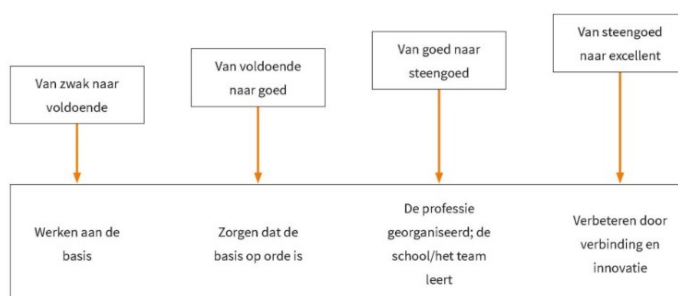 Van zwak naar
voldoende
Van voldoende
naar goed
Van goed naar
steengoed
Van steengoed
naar excellent
Werken aan de
basis
Zorgen dat de
basis op orde is
De professie
georganiseerd; de
school/het team
leert
Verbeteren door
verbinding en
innovatie